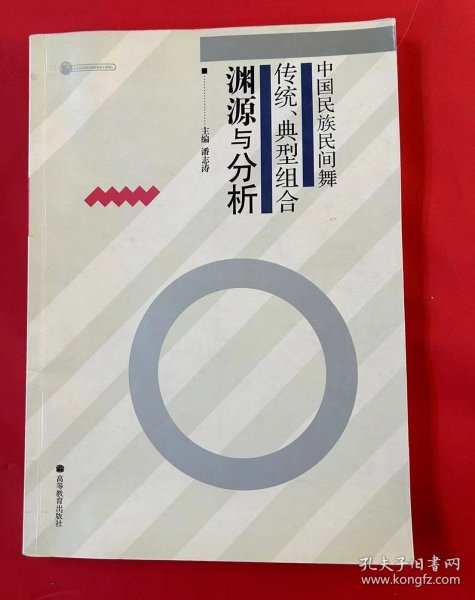 中国民族民间舞
传统、典型组合
渊源与分析
主编 潘志涛
高等教育出版社
孔夫子旧书网
www.kongfz.com